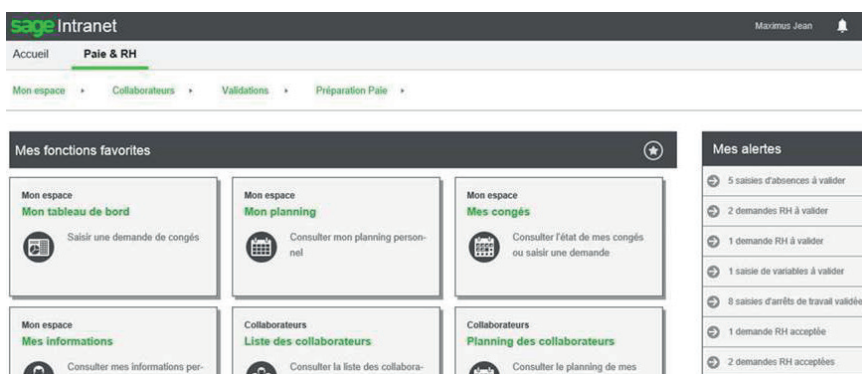 sage Intranet
Maximus Jean
Accueil
Paie & RH
Mon espace
Collaborateurs
Validations
Préparation Paie
Mes fonctions favorites
Mon espace
Mon tableau de bord
Saisir une demande de congés
Mon espace
Mon planning
Consulter mon planning person-
nel
Mon espace
Mes congés
Consulter l'état de mes congés
ou saisir une demande
Mon espace
Mes informations
Consulter mes informations per-
Collaborateurs
Liste des collaborateurs
Consulter la liste des collabora-
Collaborateurs
Planning des collaborateurs
Consulter le planning de mes
Mes alertes
5 saisies d'absences à valider
2 demandes RH à valider
1 demande RH à valider
1 saisie de variables à valider
8 saisies d'arrêts de travail validée
1 demande RH acceptée
2 demandes RH acceptées